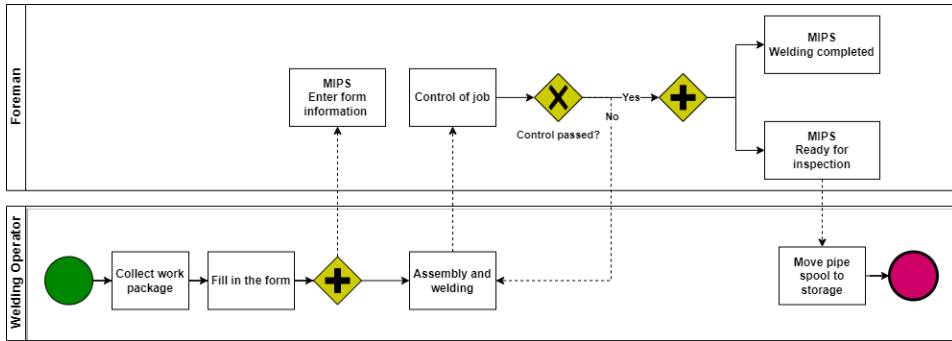 Foreman
MIPS
Enter form
information
Control of job
Control passed?
Yes
No
MIPS
Welding completed
MIPS
Ready for
inspection
Welding Operator
Collect work
package
Fill in the form
Assembly and
welding
Move pipe
spool to
storage